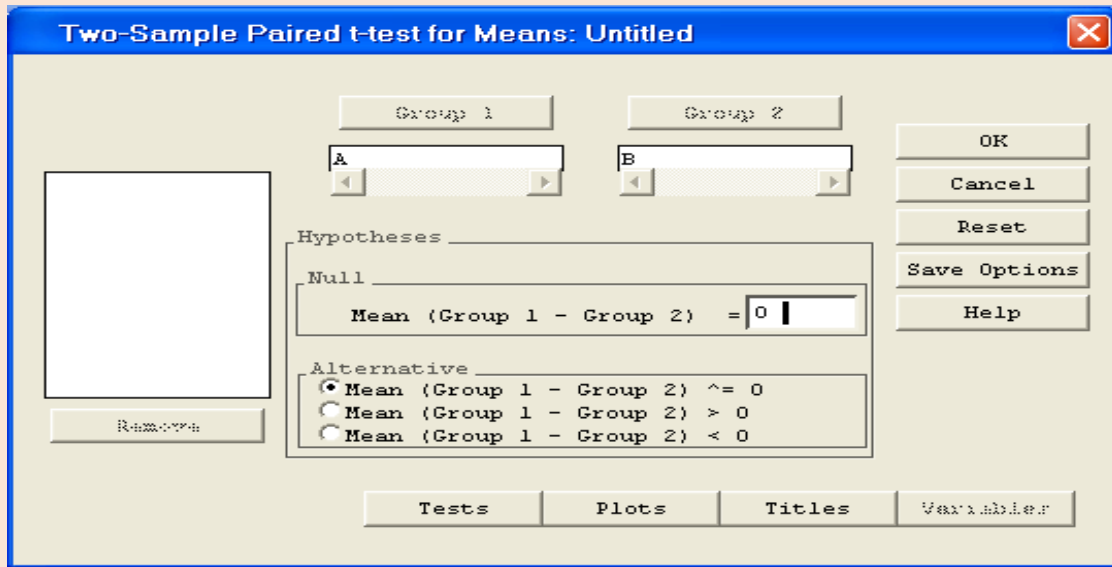 Two-Sample Paired t-test for Means: Untitled
Group 1
Group 2
A
B
OK
Cancel
Reset
Save Options
Help
Hypotheses
Null
Mean (Group 1 - Group 2) = 0
Alternative
Mean (Group 1 - Group 2) ^= 0
Mean (Group 1 - Group 2) > 0
Mean (Group 1 - Group 2) < 0
Remove
Tests
Plots
Titles
Variables